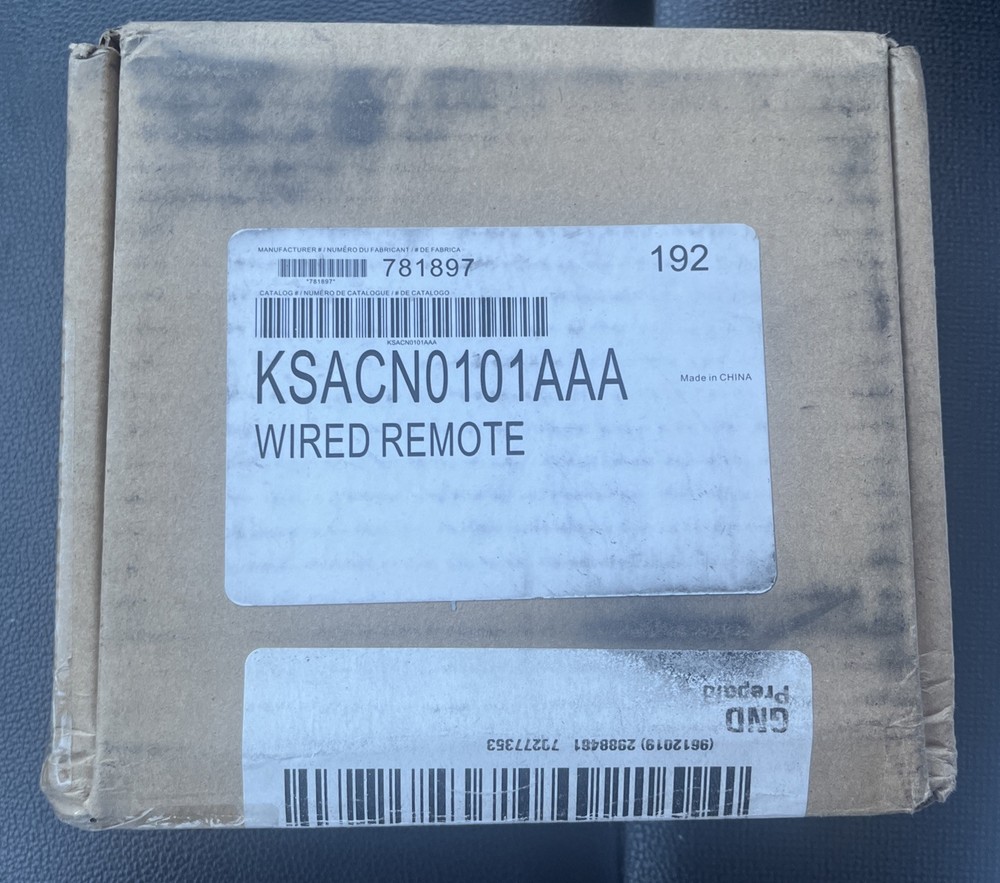 MANUFACTURER # / NUMÉRO DU FABRICANT / # DE FABRICA
781897
192
*781897*
CATALOG # / NUMÉRO DE CATALOGUE / # DE CATALOGO
KSACN0101AAA
KSACN0101AAA
Made in CHINA
WIRED REMOTE
Prepaid
GND
(9612019) 2988461 70277353